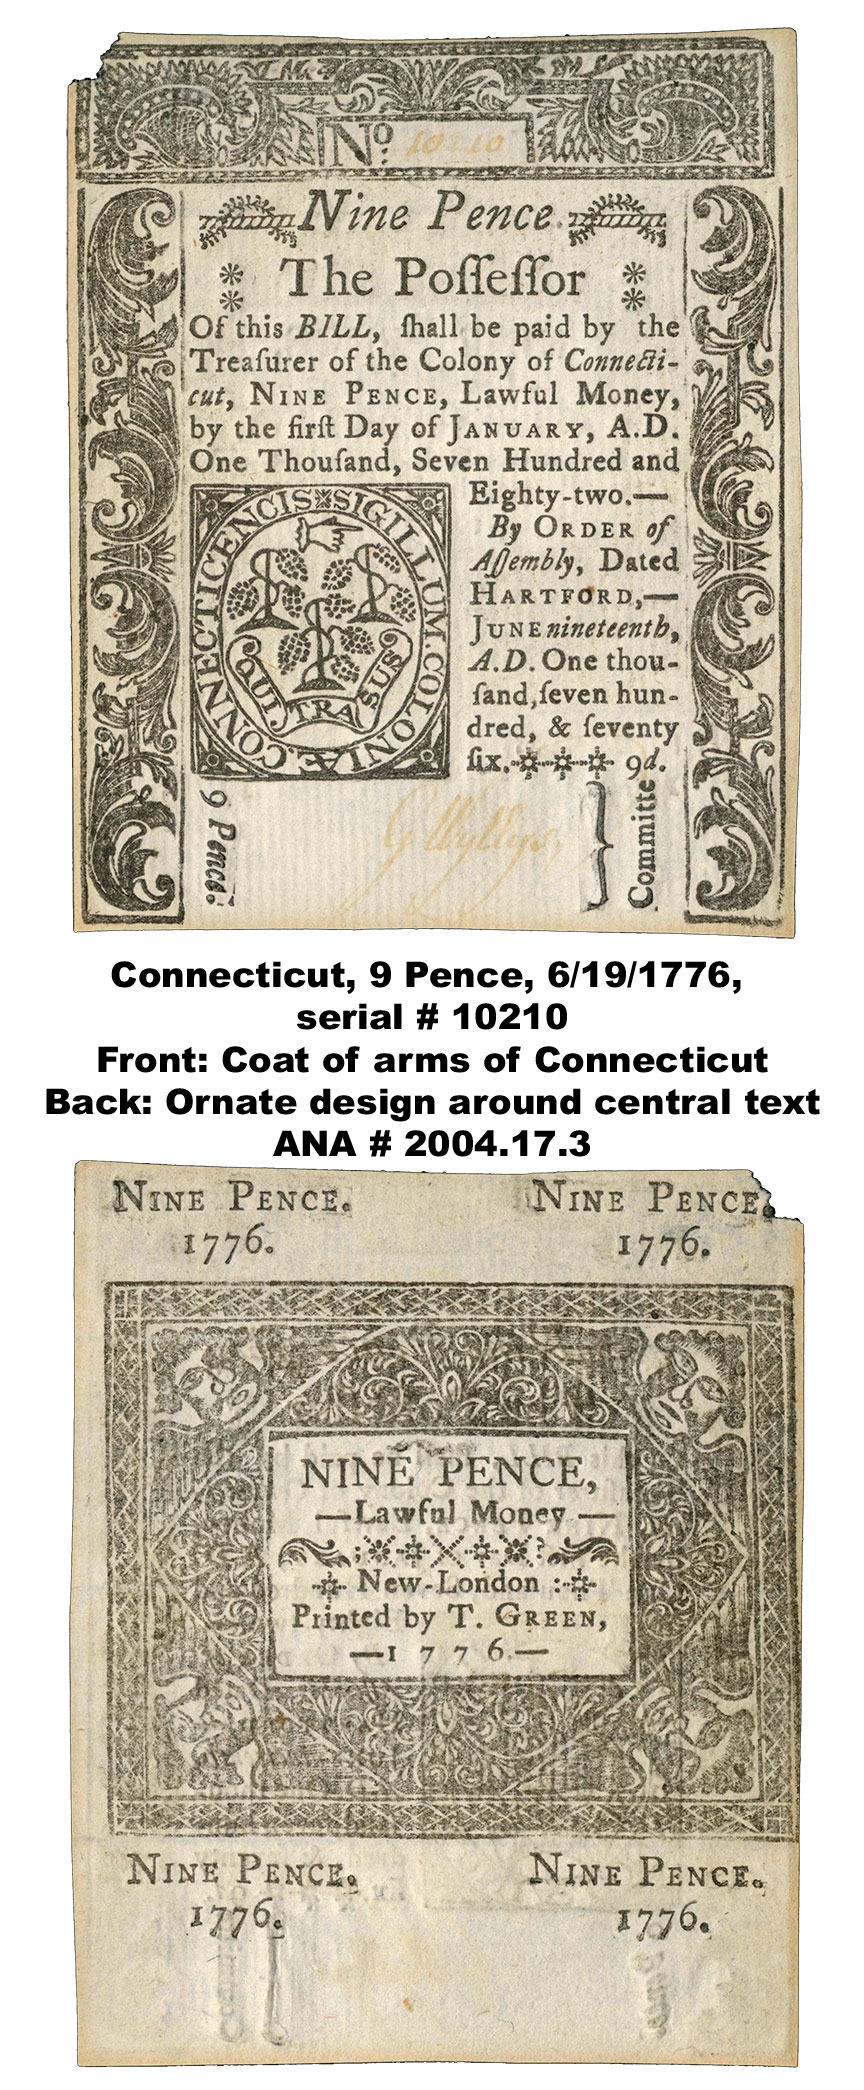 No. 10210
Nine Pence.
The Poſſeſſor
Of this BILL, ſhall be paid by the
Treaſurer of the Colony of Connecti-
cut, NINE PENCE, Lawful Money,
by the firſt Day of JANUARY, A.D.
One Thouſand, Seven Hundred and
Eighty-two.—
By ORDER of
Aſſembly, Dated
HARTFORD,—
JUNE nineteenth,
A.D. One thou-
ſand, ſeven hun-
dred, & ſeventy
ſix. 9d.
SIGILLUM. COLONIÆ. CONNECTICENCIS
QUI TRA SUS
9 Pence.
G Wyllys,
} Committe
Connecticut, 9 Pence, 6/19/1776,
serial # 10210
Front: Coat of arms of Connecticut
Back: Ornate design around central text
ANA # 2004.17.3
NINE PENCE. NINE PENCE.
1776. 1776.
NINE PENCE,
—Lawful Money—
New-London :
Printed by T. GREEN,
—1776.—
NINE PENCE. NINE PENCE.
1776. 1776.